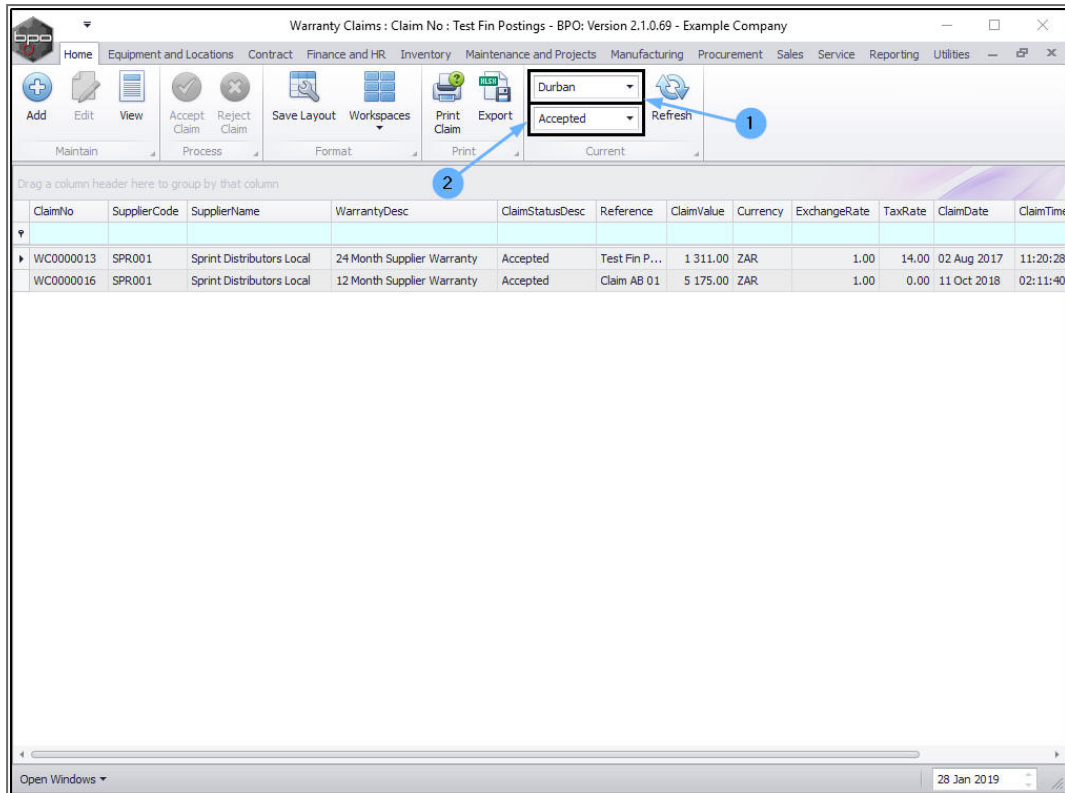 Warranty Claims : Claim No : Test Fin Postings - BPO: Version 2.1.0.69 - Example Company
bpo
Home Equipment and Locations Contract Finance and HR Inventory Maintenance and Projects Manufacturing Procurement Sales Service Reporting Utilities
Add Edit View Accept Claim Reject Claim Save Layout Workspaces Print Claim Export Durban Accepted Refresh 1
XLSX
Maintain Process Format Print Current
2
Drag a column header here to group by that column
ClaimNo SupplierCode SupplierName WarrantyDesc ClaimStatusDesc Reference ClaimValue Currency ExchangeRate TaxRate ClaimDate ClaimTime
WC0000013 SPR001 Sprint Distributors Local 24 Month Supplier Warranty Accepted Test Fin P... 1 311.00 ZAR 1.00 14.00 02 Aug 2017 11:20:28
WC0000016 SPR001 Sprint Distributors Local 12 Month Supplier Warranty Accepted Claim AB 01 5 175.00 ZAR 1.00 0.00 11 Oct 2018 02:11:40
Open Windows 28 Jan 2019